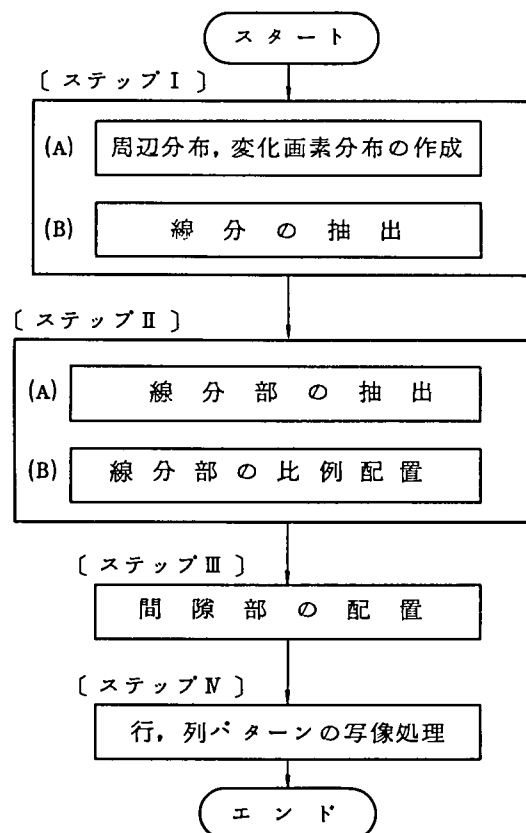 スタート
〔ステップⅠ〕
(A) 周辺分布,変化画素分布の作成
(B) 線分の抽出
〔ステップⅡ〕
(A) 線分部の抽出
(B) 線分部の比例配置
〔ステップⅢ〕
間隙部の配置
〔ステップⅣ〕
行,列パターンの写像処理
エンド